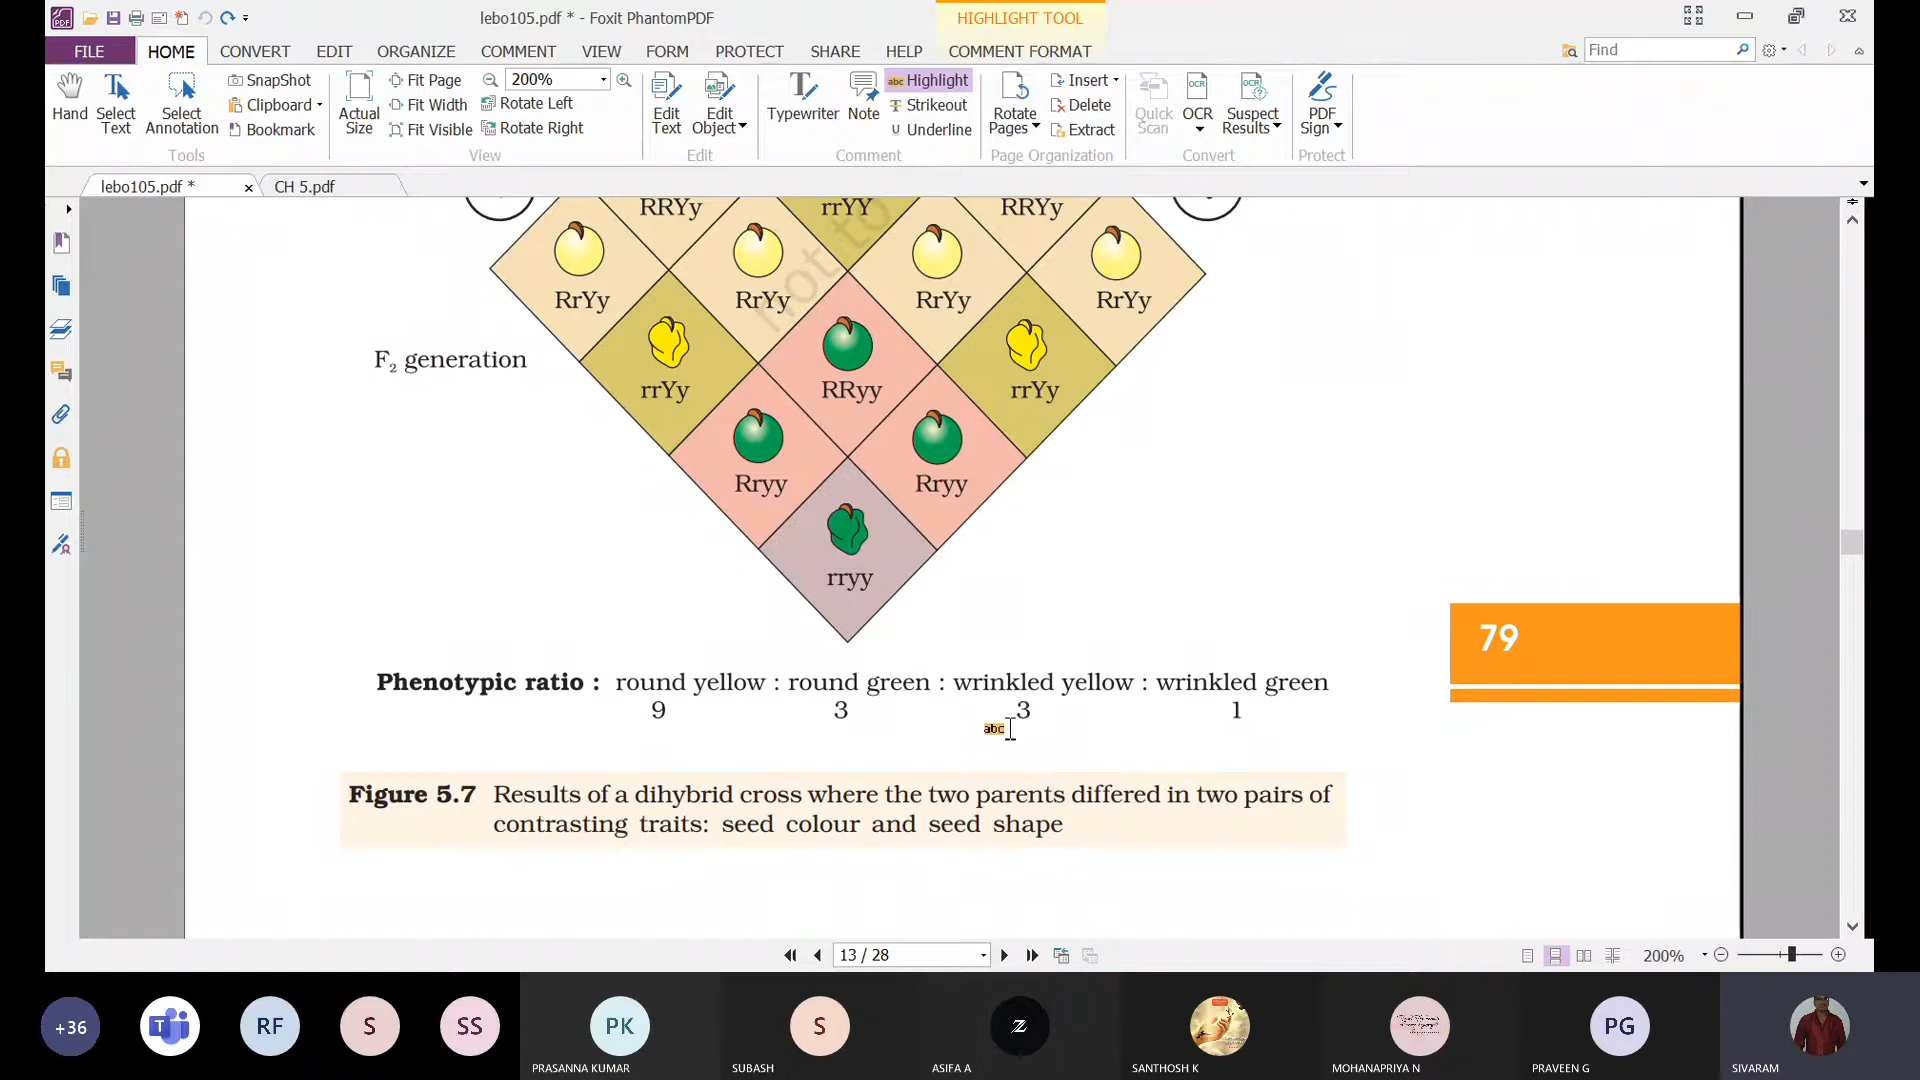 lebo105.pdf * - Foxit PhantomPDF
HIGHLIGHT TOOL
FILE HOME CONVERT EDIT ORGANIZE COMMENT VIEW FORM PROTECT SHARE HELP COMMENT FORMAT
Find
Hand
Select Text
Select Annotation
SnapShot
Clipboard
Bookmark
Tools
Actual Size
Fit Page
Fit Width
Fit Visible
200%
Rotate Left
Rotate Right
View
Edit Text
Edit Object
Edit
Typewriter
Note
abc Highlight
T Strikeout
U Underline
Comment
Rotate Pages
Insert
Delete
Extract
Page Organization
Quick Scan
OCR
Suspect Results
Convert
PDF Sign
Protect
lebo105.pdf *
CH 5.pdf
RRYy rrYY RRYy
not to
RrYy RrYy RrYy RrYy
F2 generation
rrYy RRyy rrYy
Rryy Rryy
rryy
79
Phenotypic ratio : round yellow : round green : wrinkled yellow : wrinkled green
9 3 3 1
abc
Figure 5.7 Results of a dihybrid cross where the two parents differed in two pairs of
contrasting traits: seed colour and seed shape
13 / 28
200%
+36 T RF S SS PK S Z PG
PRASANNA KUMAR SUBASH ASIFA A SANTHOSH K MOHANAPRIYA N PRAVEEN G SIVARAM